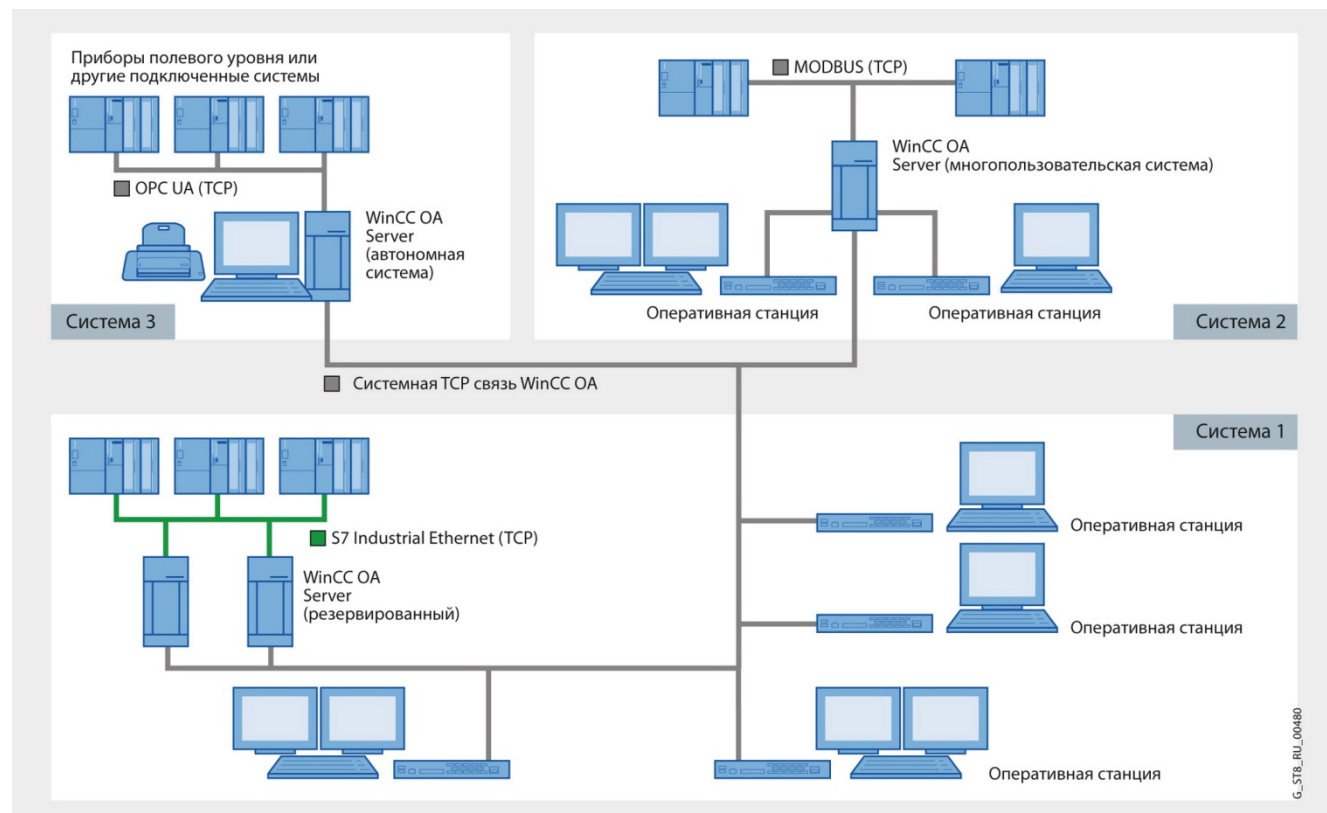 Приборы полевого уровня или
другие подключенные системы
OPC UA (TCP)
WinCC OA
Server
(автономная
система)
Система 3
MODBUS (TCP)
WinCC OA
Server (многопользовательская система)
Оперативная станция
Оперативная станция
Система 2
Системная TCP связь WinCC OA
Система 1
S7 Industrial Ethernet (TCP)
WinCC OA
Server
(резервированный)
Оперативная станция
Оперативная станция
Оперативная станция
G_ST8_RU_00480